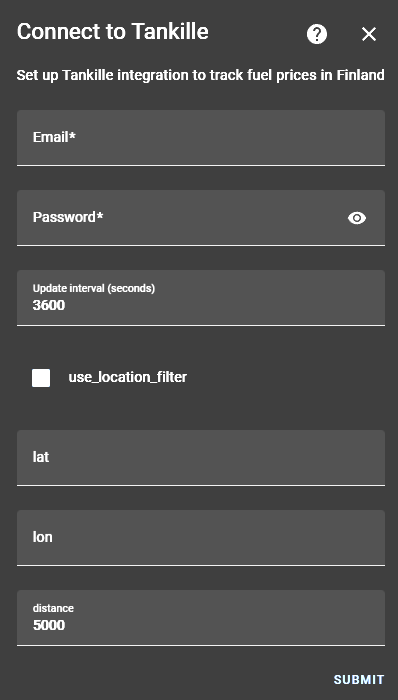 Connect to Tankille
Set up Tankille integration to track fuel prices in Finland
Email*
Password*
Update interval (seconds)
3600
use_location_filter
lat
lon
distance
5000
SUBMIT